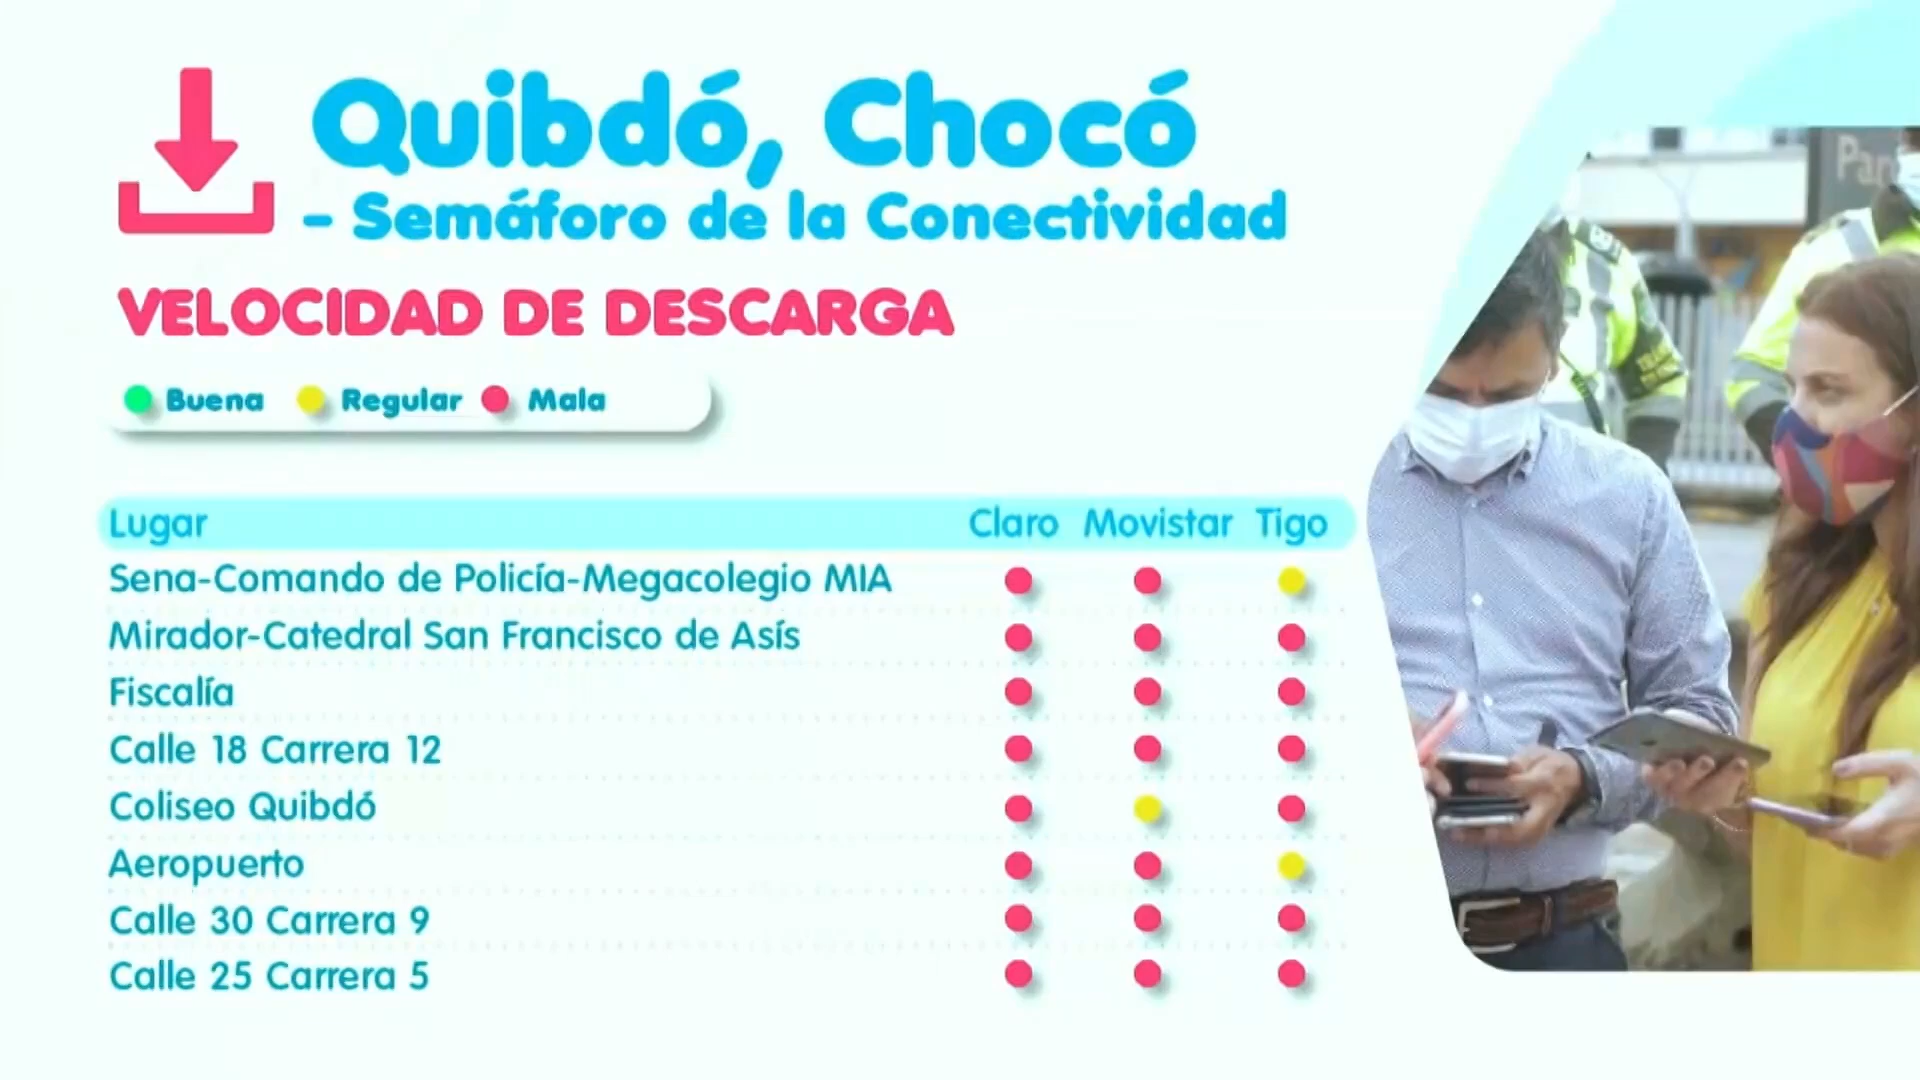 Quibdó, Chocó
- Semáforo de la Conectividad
VELOCIDAD DE DESCARGA
Buena Regular Mala
Lugar Claro Movistar Tigo
Sena-Comando de Policía-Megacolegio MIA
Mirador-Catedral San Francisco de Asís
Fiscalía
Calle 18 Carrera 12
Coliseo Quibdó
Aeropuerto
Calle 30 Carrera 9
Calle 25 Carrera 5